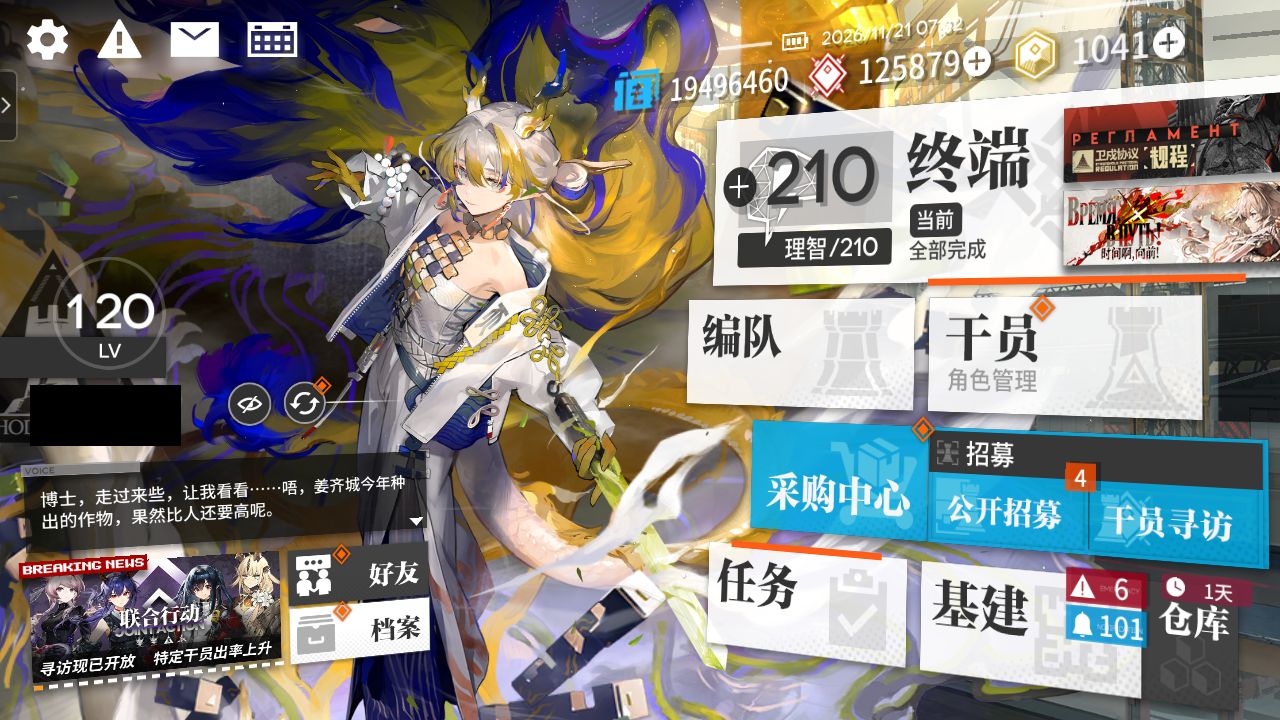 2026/11/21
19496460
125879
1041
210
理智/210
终端
当前
全部完成
РЕГЛАМЕНТ
卫戍协议
REGULATION
[规程]
ВРЕМЯ
时间啊,向前!
120
LV
编队
干员
角色管理
招募
4
采购中心
公开招募
干员寻访
VOICE
博士，走过来些，让我看看……唔，姜齐城今年种
出的作物，果然比人还要高呢。
BREAKING NEWS
联合行动
寻访现已开放 特定干员出率上升
好友
档案
任务
基建
6
101
1天
仓库